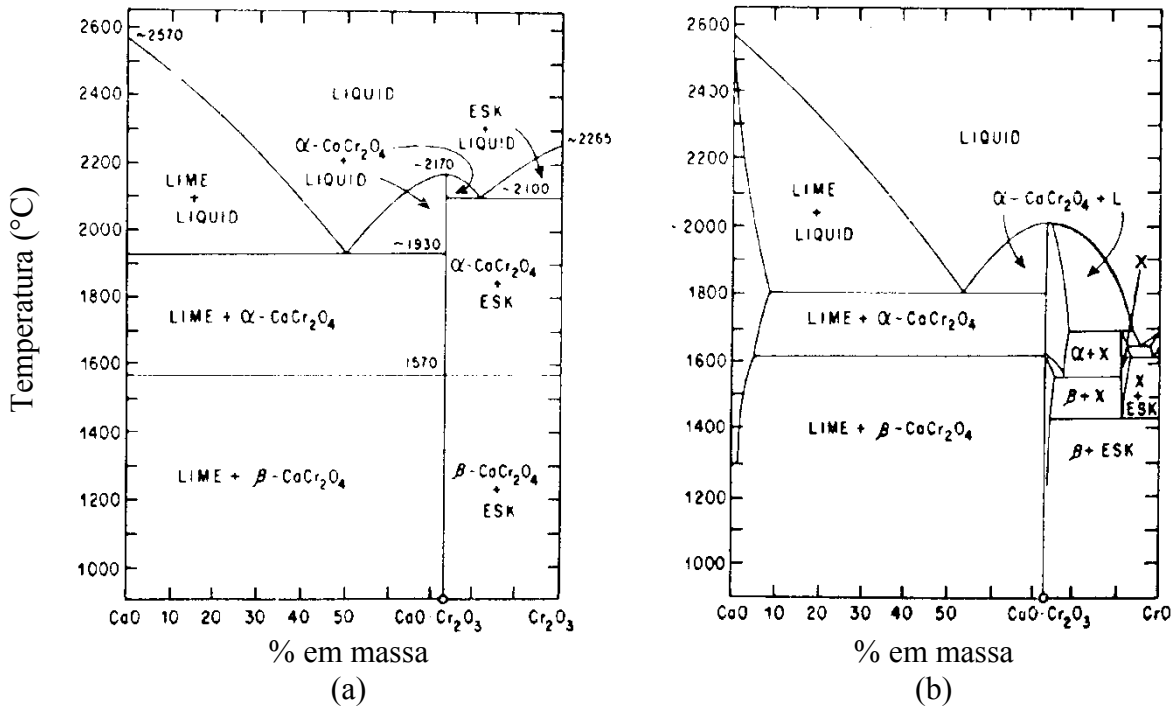 Temperatura (°C)
2600
2400
2200
2000
1800
1600
1400
1200
1000
~2570
LIQUID
ESK
+
LIQUID
~2265
α-CaCr₂O₄
+
LIQUID
~2170
~2100
LIME
+
LIQUID
~1930
α-CaCr₂O₄
+
ESK
LIME + α-CaCr₂O₄
1570
LIME + β-CaCr₂O₄
β-CaCr₂O₄
+
ESK
CaO 10 20 30 40 50 CaO·Cr₂O₃ Cr₂O₃
% em massa
(a)
2600
2400
2200
2000
1800
1600
1400
1200
1000
LIQUID
LIME
+
LIQUID
α-CaCr₂O₄ + L
X
LIME + α-CaCr₂O₄
α + X
β + X
X
+
ESK
LIME + β-CaCr₂O₄
β + ESK
CaO 10 20 30 40 50 CaO·Cr₂O₃ CrO
% em massa
(b)